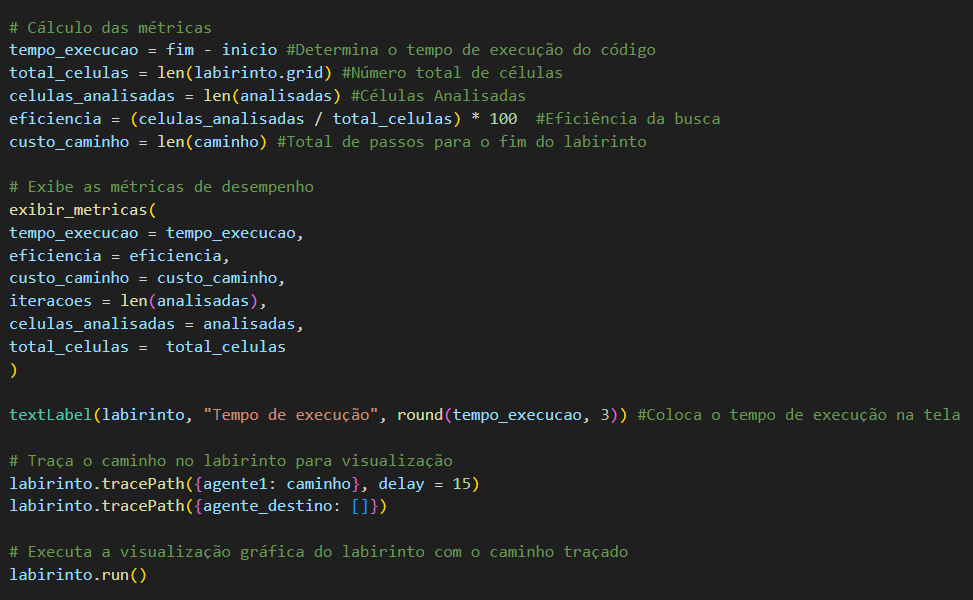 # Cálculo das métricas
tempo_execucao = fim - inicio #Determina o tempo de execução do código
total_celulas = len(labirinto.grid) #Número total de células
celulas_analisadas = len(analisadas) #Células Analisadas
eficiencia = (celulas_analisadas / total_celulas) * 100  #Eficiência da busca
custo_caminho = len(caminho) #Total de passos para o fim do labirinto

# Exibe as métricas de desempenho
exibir_metricas(
tempo_execucao = tempo_execucao,
eficiencia = eficiencia,
custo_caminho = custo_caminho,
iteracoes = len(analisadas),
celulas_analisadas = analisadas,
total_celulas =  total_celulas
)

textLabel(labirinto, "Tempo de execução", round(tempo_execucao, 3)) #Coloca o tempo de execução na tela

# Traça o caminho no labirinto para visualização
labirinto.tracePath({agente1: caminho}, delay = 15)
labirinto.tracePath({agente_destino: []})

# Executa a visualização gráfica do labirinto com o caminho traçado
labirinto.run()